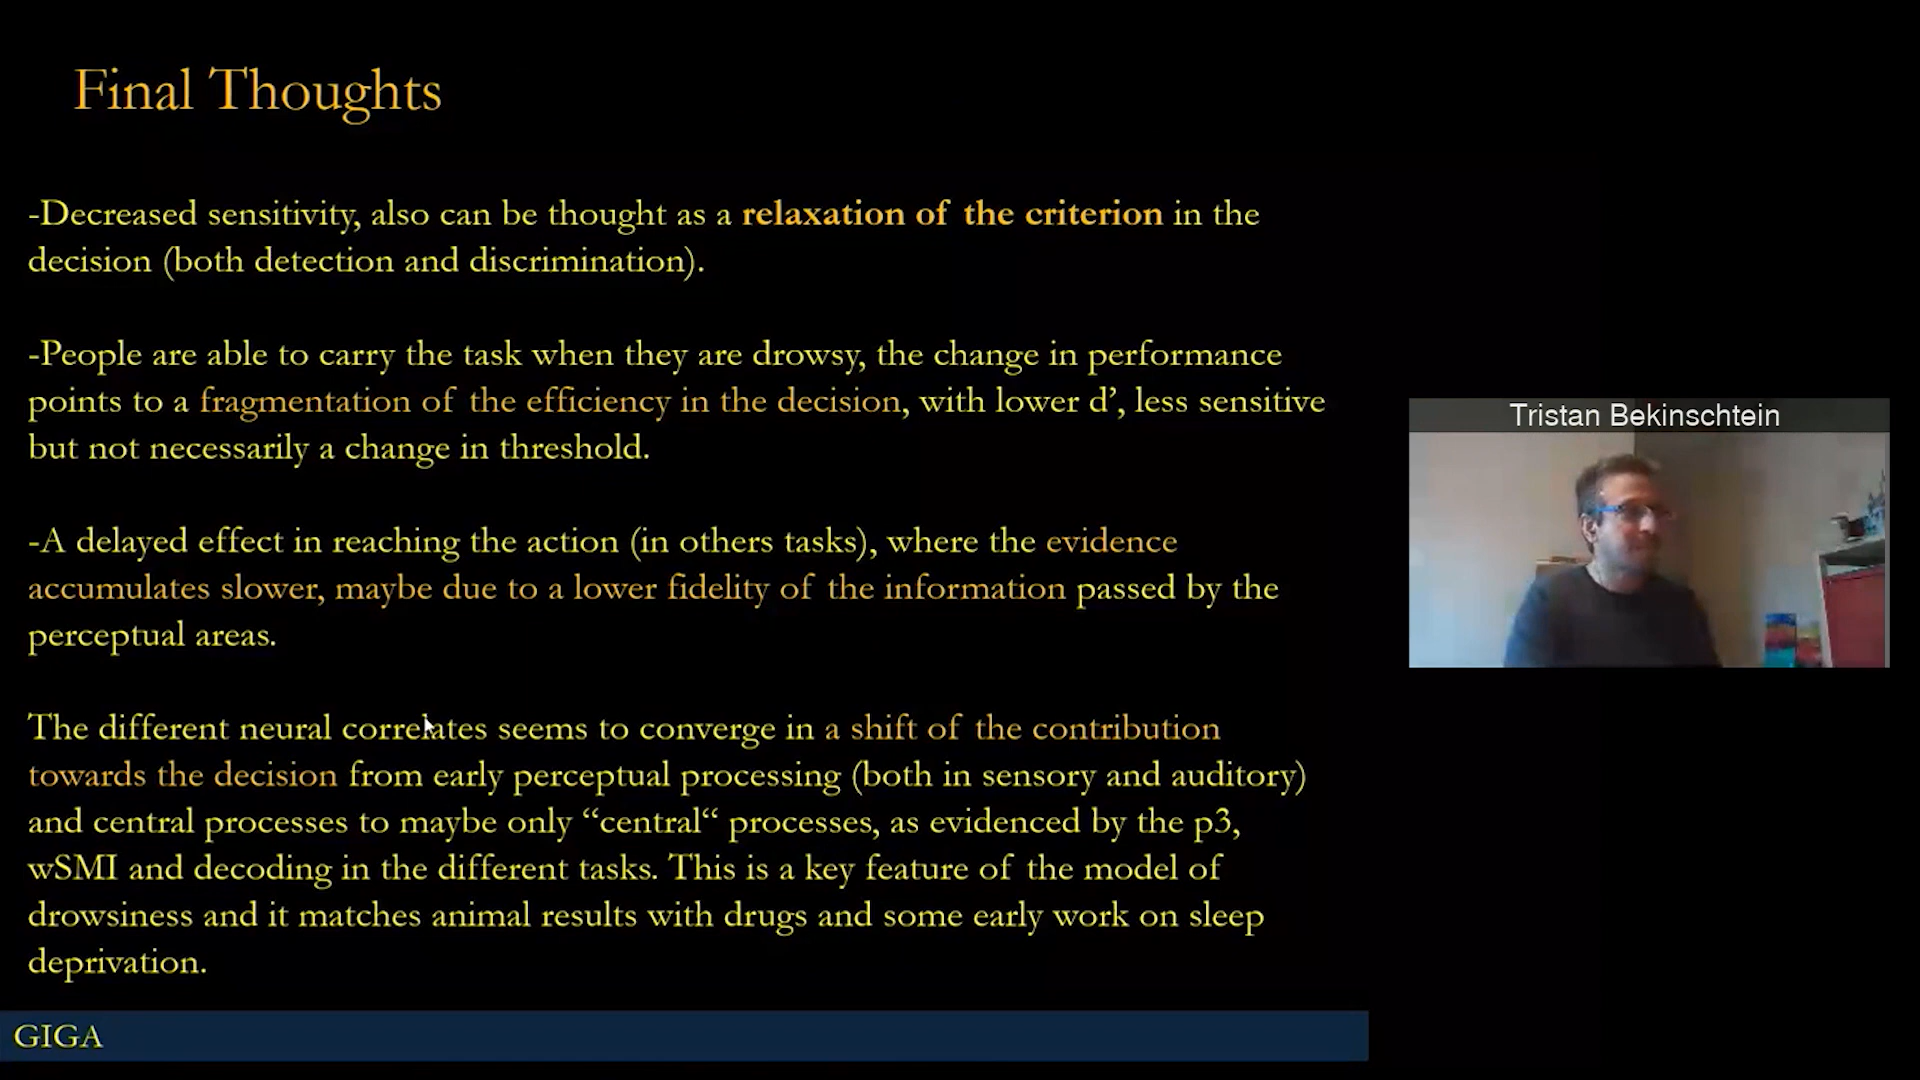 Final Thoughts
-Decreased sensitivity, also can be thought as a relaxation of the criterion in the
decision (both detection and discrimination).
-People are able to carry the task when they are drowsy, the change in performance
points to a fragmentation of the efficiency in the decision, with lower d’, less sensitive
but not necessarily a change in threshold.
-A delayed effect in reaching the action (in others tasks), where the evidence
accumulates slower, maybe due to a lower fidelity of the information passed by the
perceptual areas.
The different neural correlates seems to converge in a shift of the contribution
towards the decision from early perceptual processing (both in sensory and auditory)
and central processes to maybe only “central“ processes, as evidenced by the p3,
wSMI and decoding in the different tasks. This is a key feature of the model of
drowsiness and it matches animal results with drugs and some early work on sleep
deprivation.
GIGA
Tristan Bekinschtein